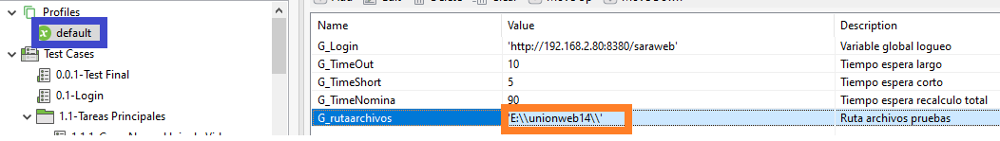 Profiles
default
Test Cases
0.0.1-Test Final
0.1-Login
1.1-Tareas Principales
Name Value Description
G_Login 'http://192.168.2.80:8380/saraweb' Variable global logueo
G_TimeOut 10 Tiempo espera largo
G_TimeShort 5 Tiempo espera corto
G_TimeNomina 90 Tiempo espera recalculo total
G_rutaarchivos 'E:\\unionweb14\\' Ruta archivos pruebas